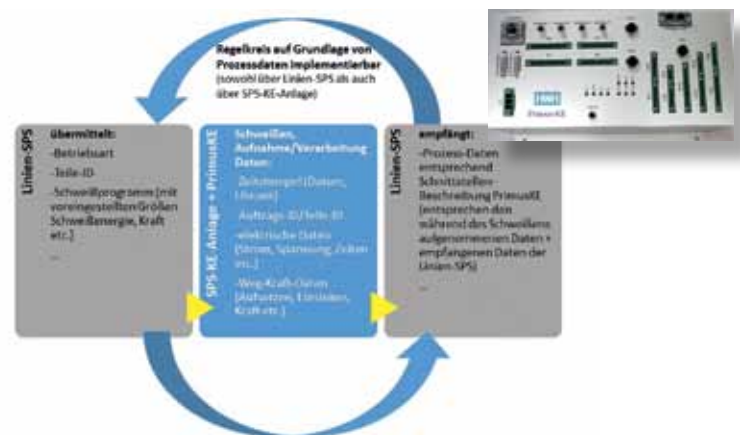 Regelkreis auf Grundlage von
Prozessdaten implementierbar
(sowohl über Linien-SPS als auch
über SPS-KE-Anlage)
Linien-SPS
übermittelt:
-Betriebsart
-Teile-ID
-Schweißprogramm (mit
voreingestellten Größen
Schweißenergie, Kraft
etc.)
...
SPS-KE-Anlage + PrimusKE
Schweißen,
Aufnahme/Verarbeitung
Daten:
-Zeitstempel (Datum,
Uhrzeit)
-Auftrags-ID/Teile-ID
-elektrische Daten
(Strom, Spannung, Zeiten
etc.)
-Weg-Kraft-Daten
(Aufsetzen, Einsinken,
Kraft etc.)
Linien-SPS
empfängt:
-Prozess-Daten
entsprechend
Schnittstellen-
Beschreibung PrimusKE
(entsprechen den
während des Schweißens
aufgenommenen Daten +
empfangenen Daten der
Linien-SPS)
...
PrimusKE